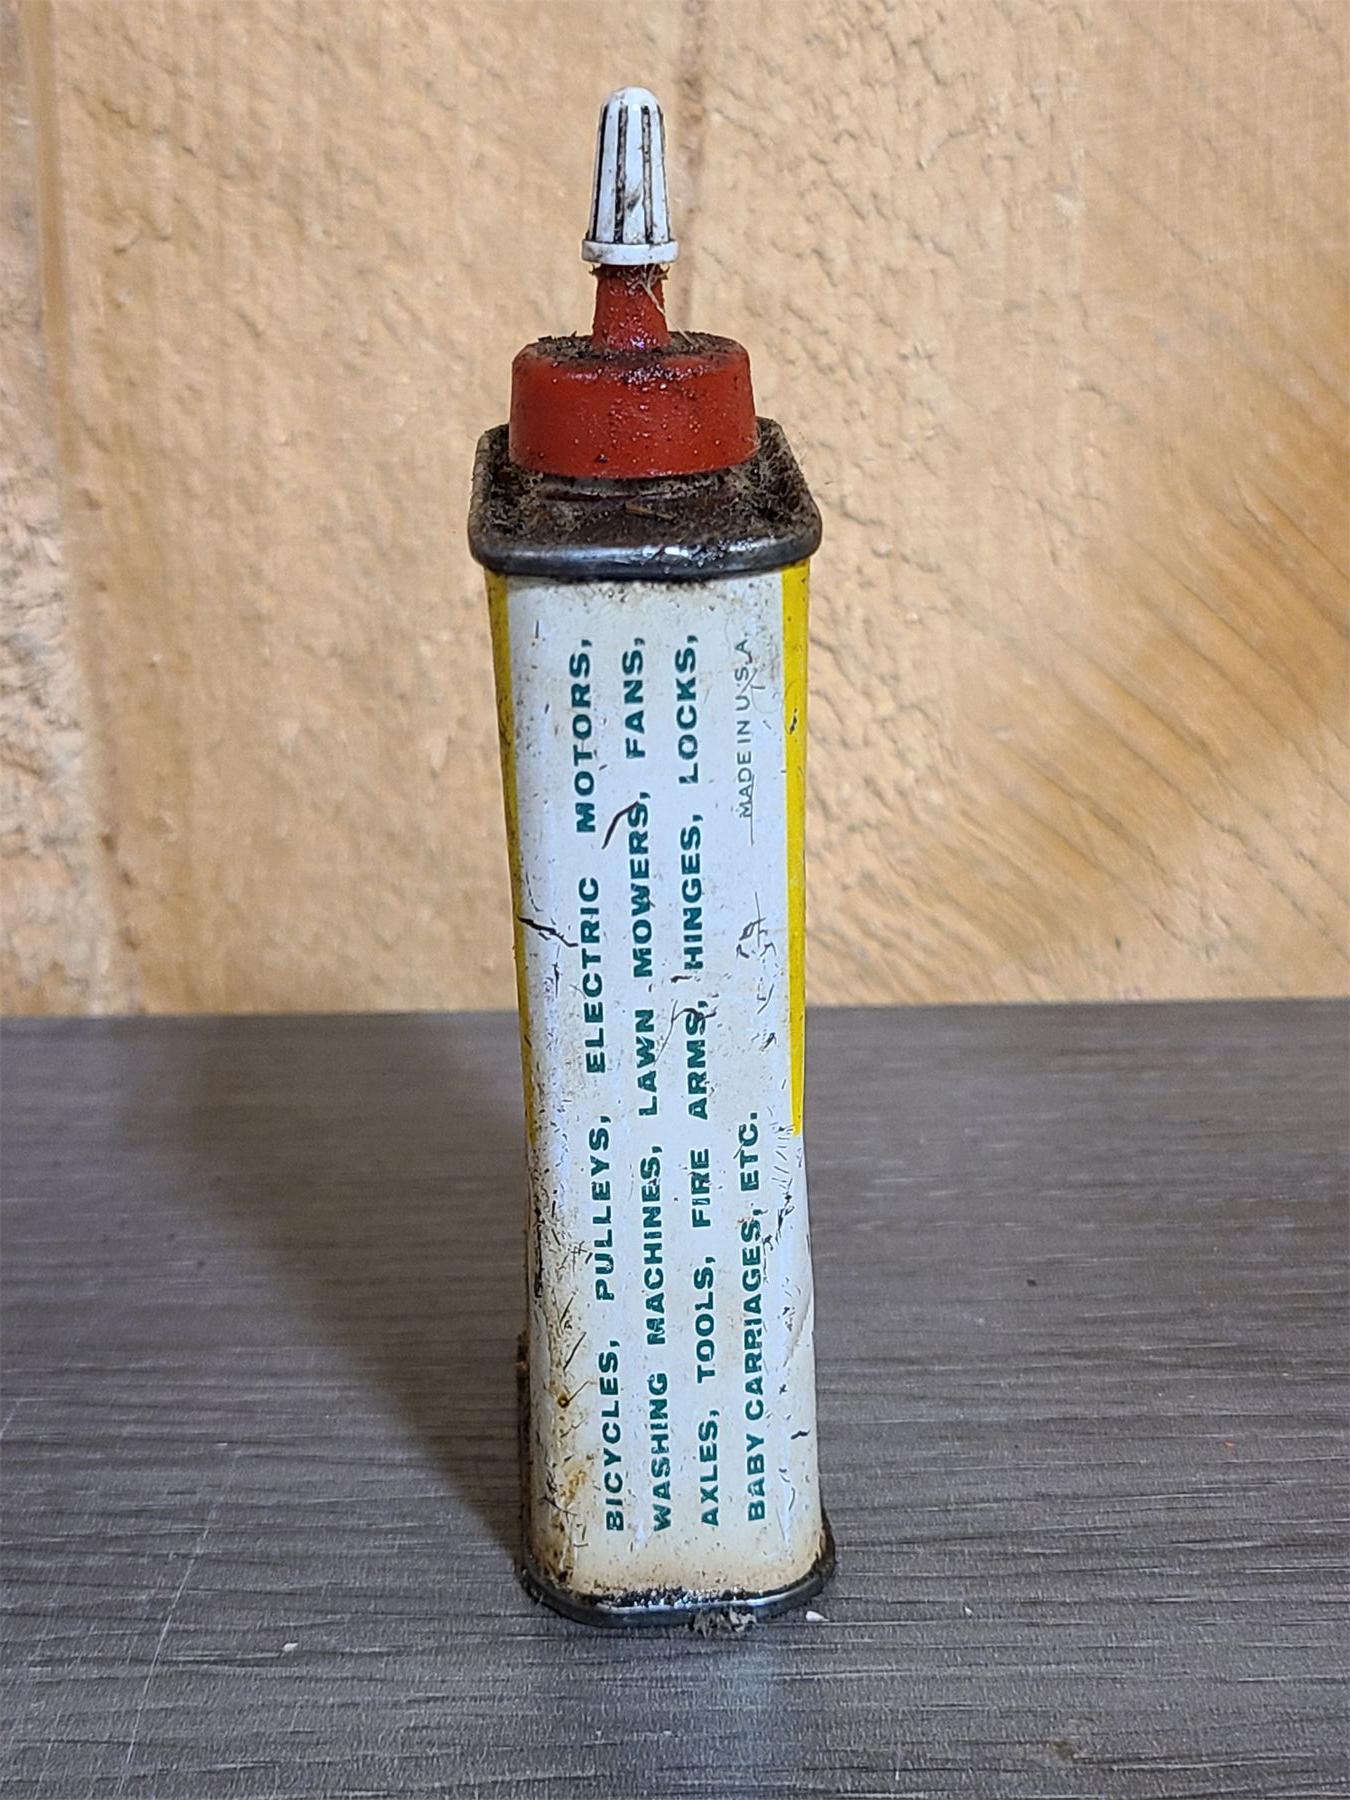 BICYCLES, PULLEYS, ELECTRIC MOTORS,
WASHING MACHINES, LAWN MOWERS, FANS,
AXLES, TOOLS, FIRE ARMS, HINGES, LOCKS,
BABY CARRIAGES, ETC.
MADE IN U.S.A.